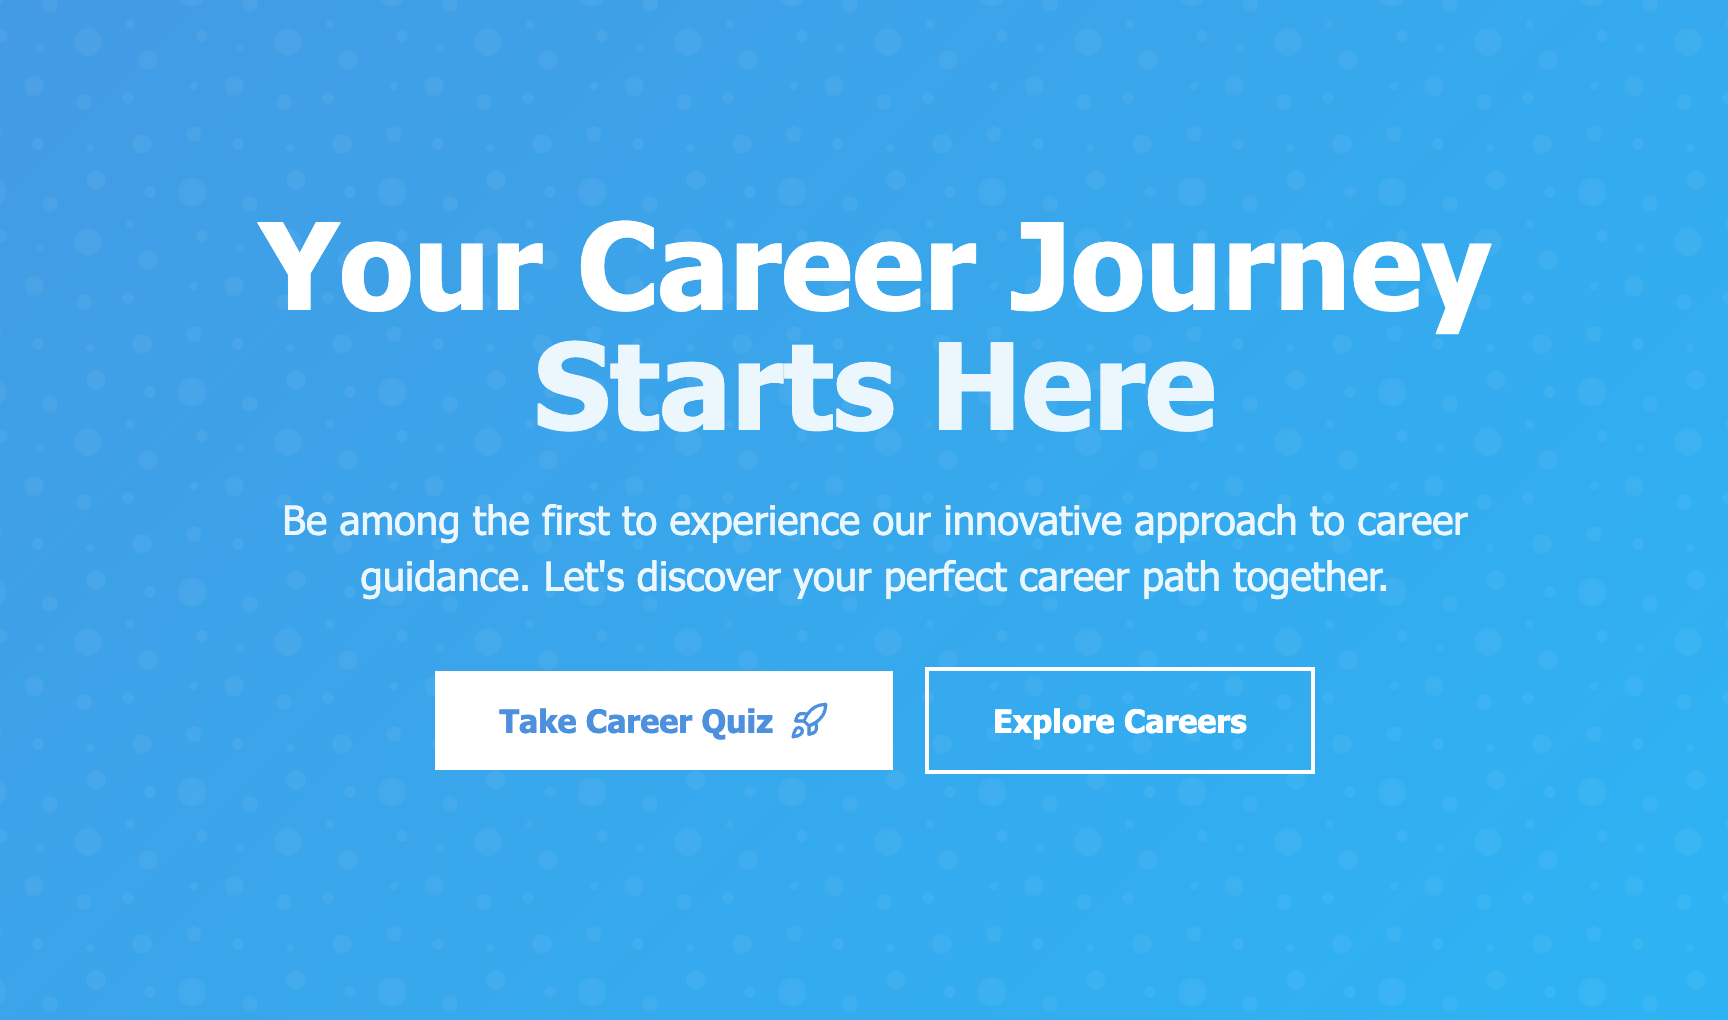 Your Career Journey
Starts Here
Be among the first to experience our innovative approach to career
guidance. Let's discover your perfect career path together.
Take Career Quiz
Explore Careers